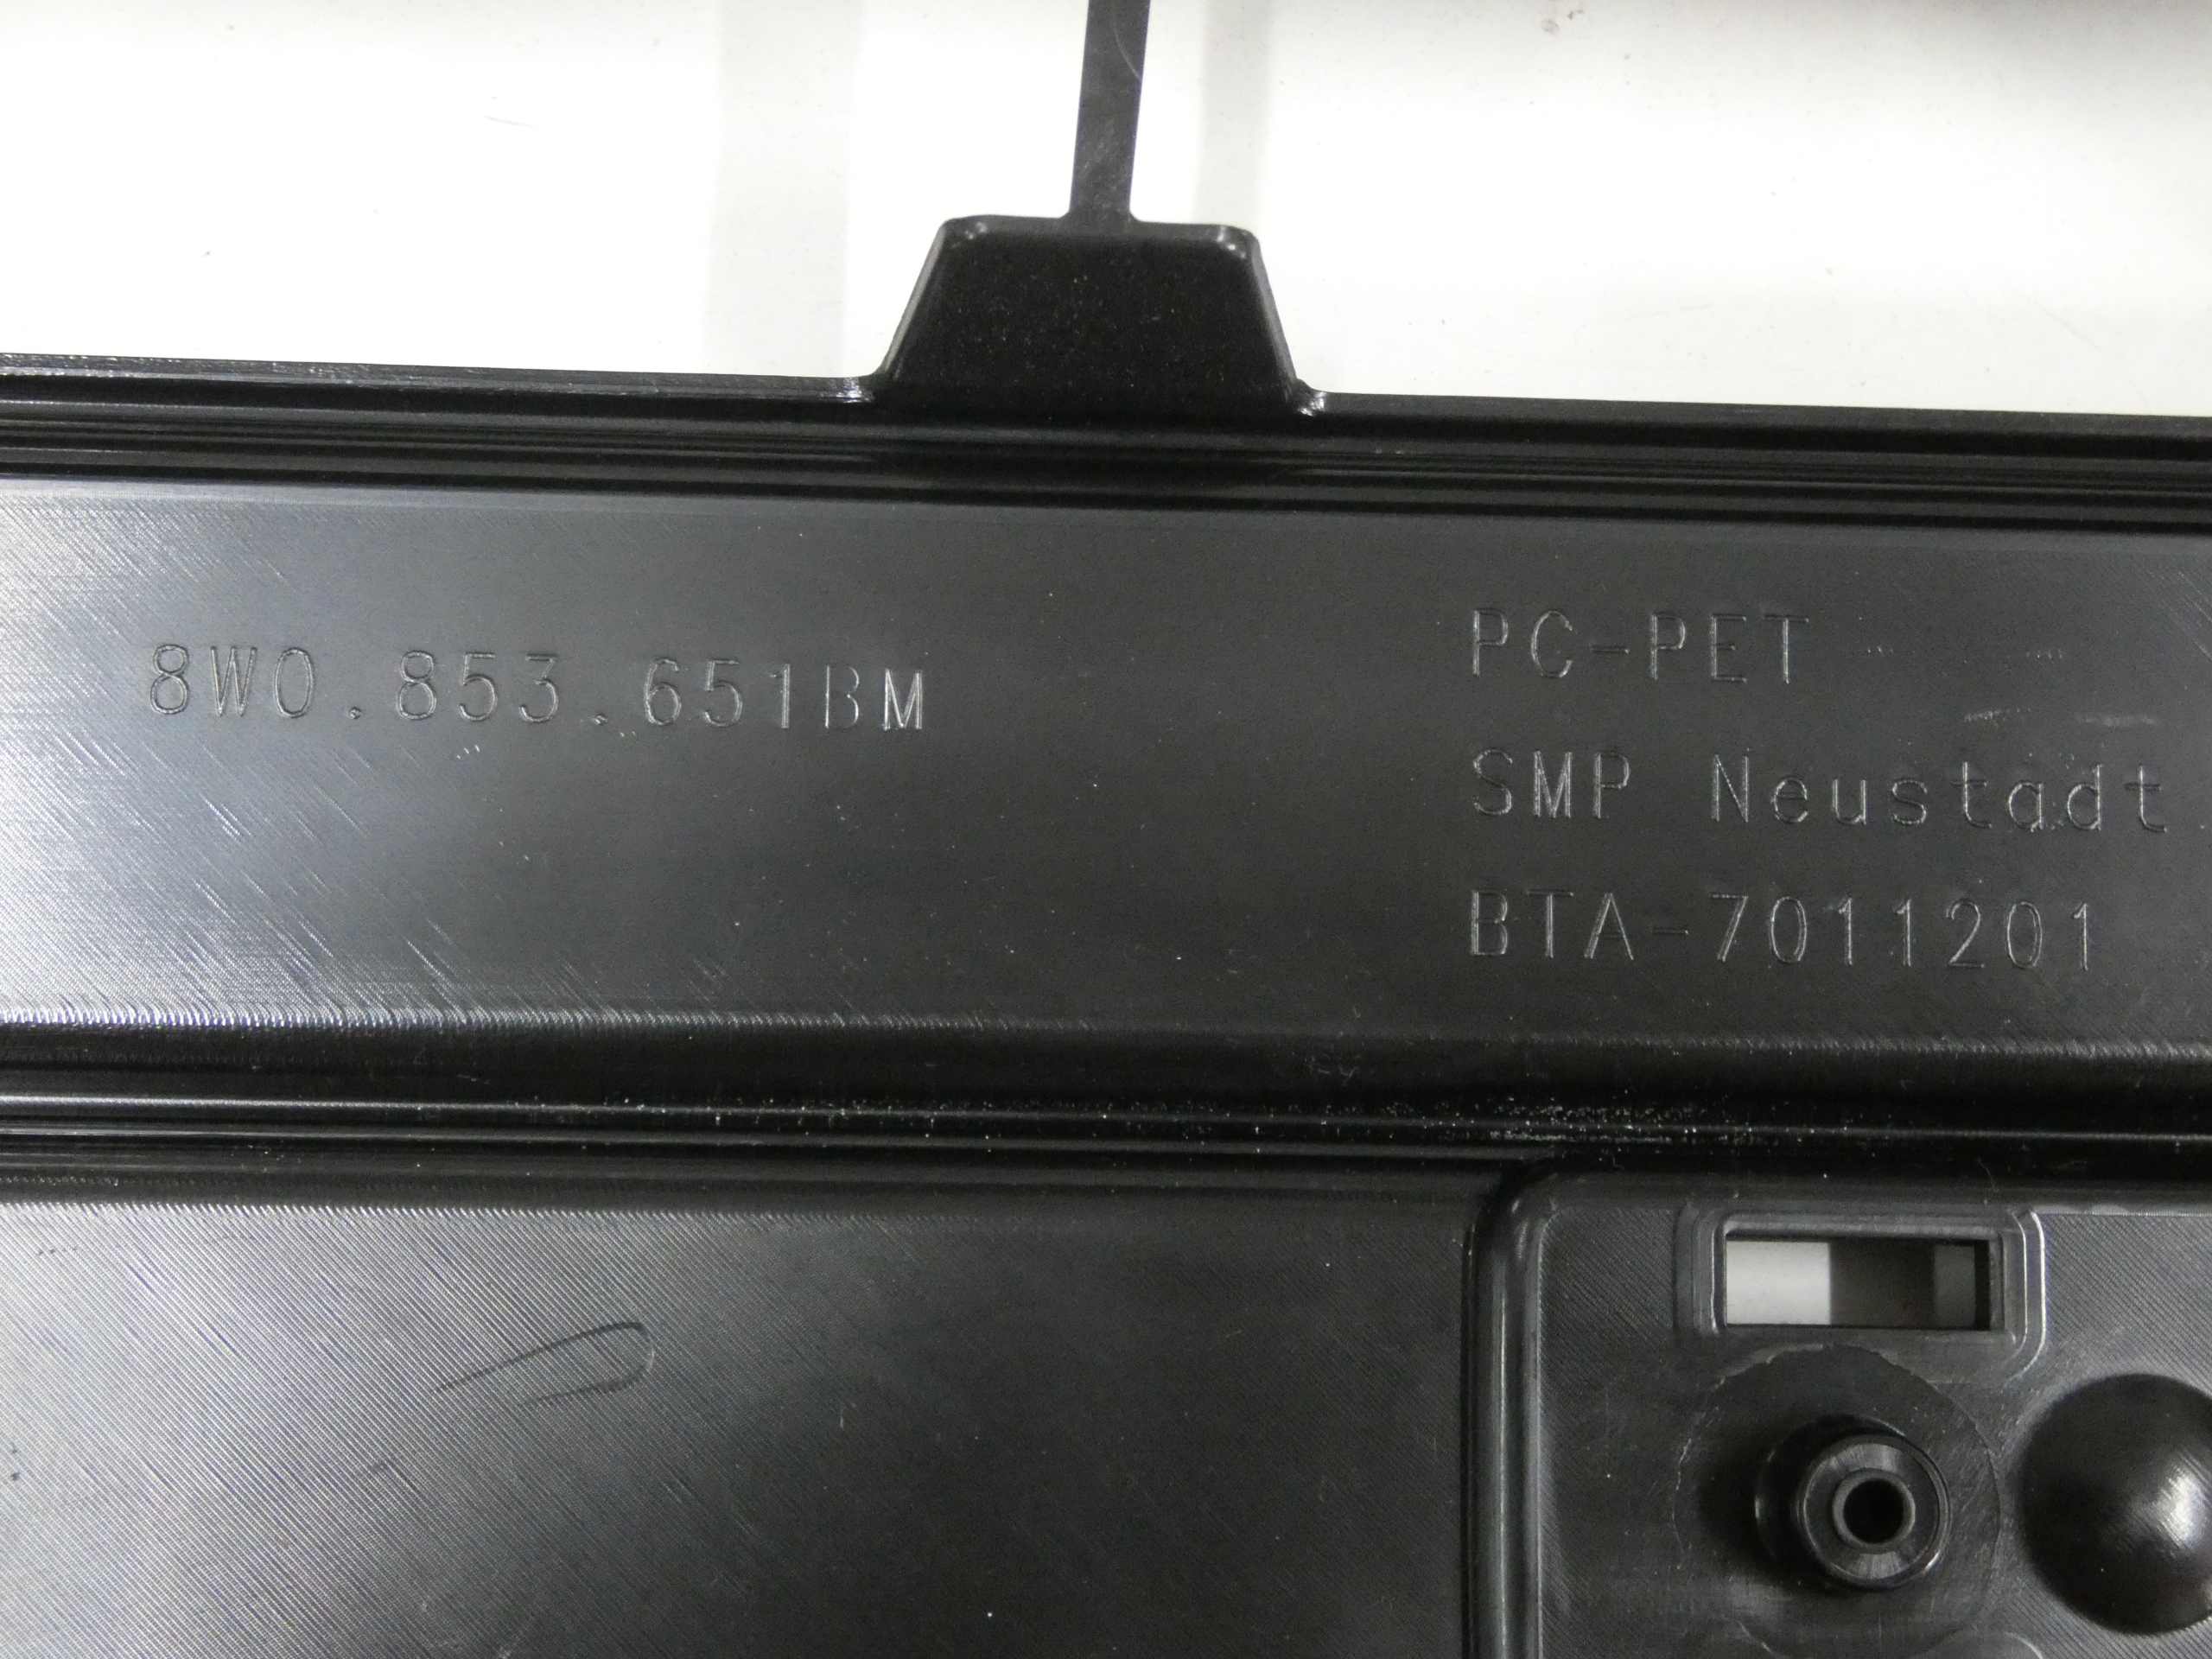 8W0.853.651BM
PC-PET
SMP Neustadt
BTA-7011201